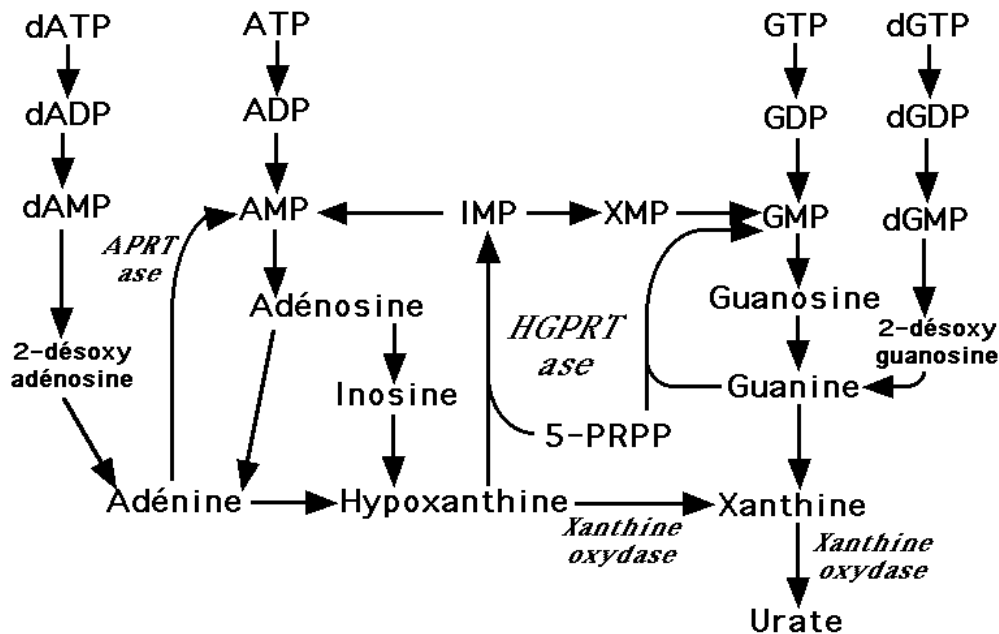 dATP ATP GTP dGTP
dADP ADP GDP dGDP
dAMP AMP IMP XMP GMP dGMP
APRT
ase
Adénosine Guanosine
HGPRT
ase
2-désoxy
adénosine
2-désoxy
guanosine
Inosine Guanine
5-PRPP
Adénine Hypoxanthine Xanthine
Xanthine
oxydase
Xanthine
oxydase
Urate